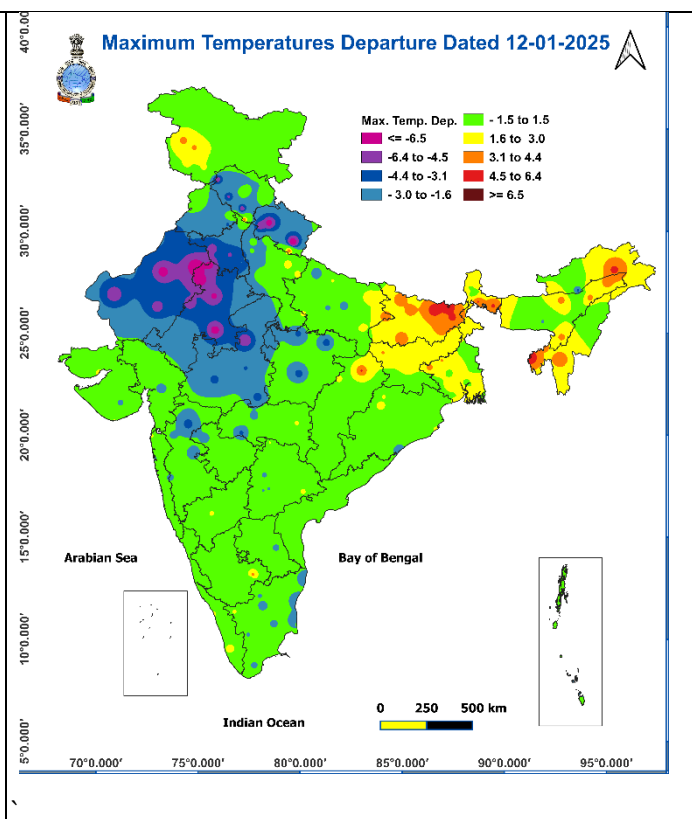 Maximum Temperatures Departure Dated 12-01-2025
Max. Temp. Dep.
<= -6.5
-6.4 to -4.5
-4.4 to -3.1
- 3.0 to -1.6
- 1.5 to 1.5
1.6 to 3.0
3.1 to 4.4
4.5 to 6.4
>= 6.5
40°0.00
35°0.000'
30°0.000'
25°0.000'
20°0.000'
15°0.000'
10°0.000'
5°0.000'
Arabian Sea
Bay of Bengal
Indian Ocean
0 250 500 km
70°0.000' 75°0.000' 80°0.000' 85°0.000' 90°0.000' 95°0.000'
`